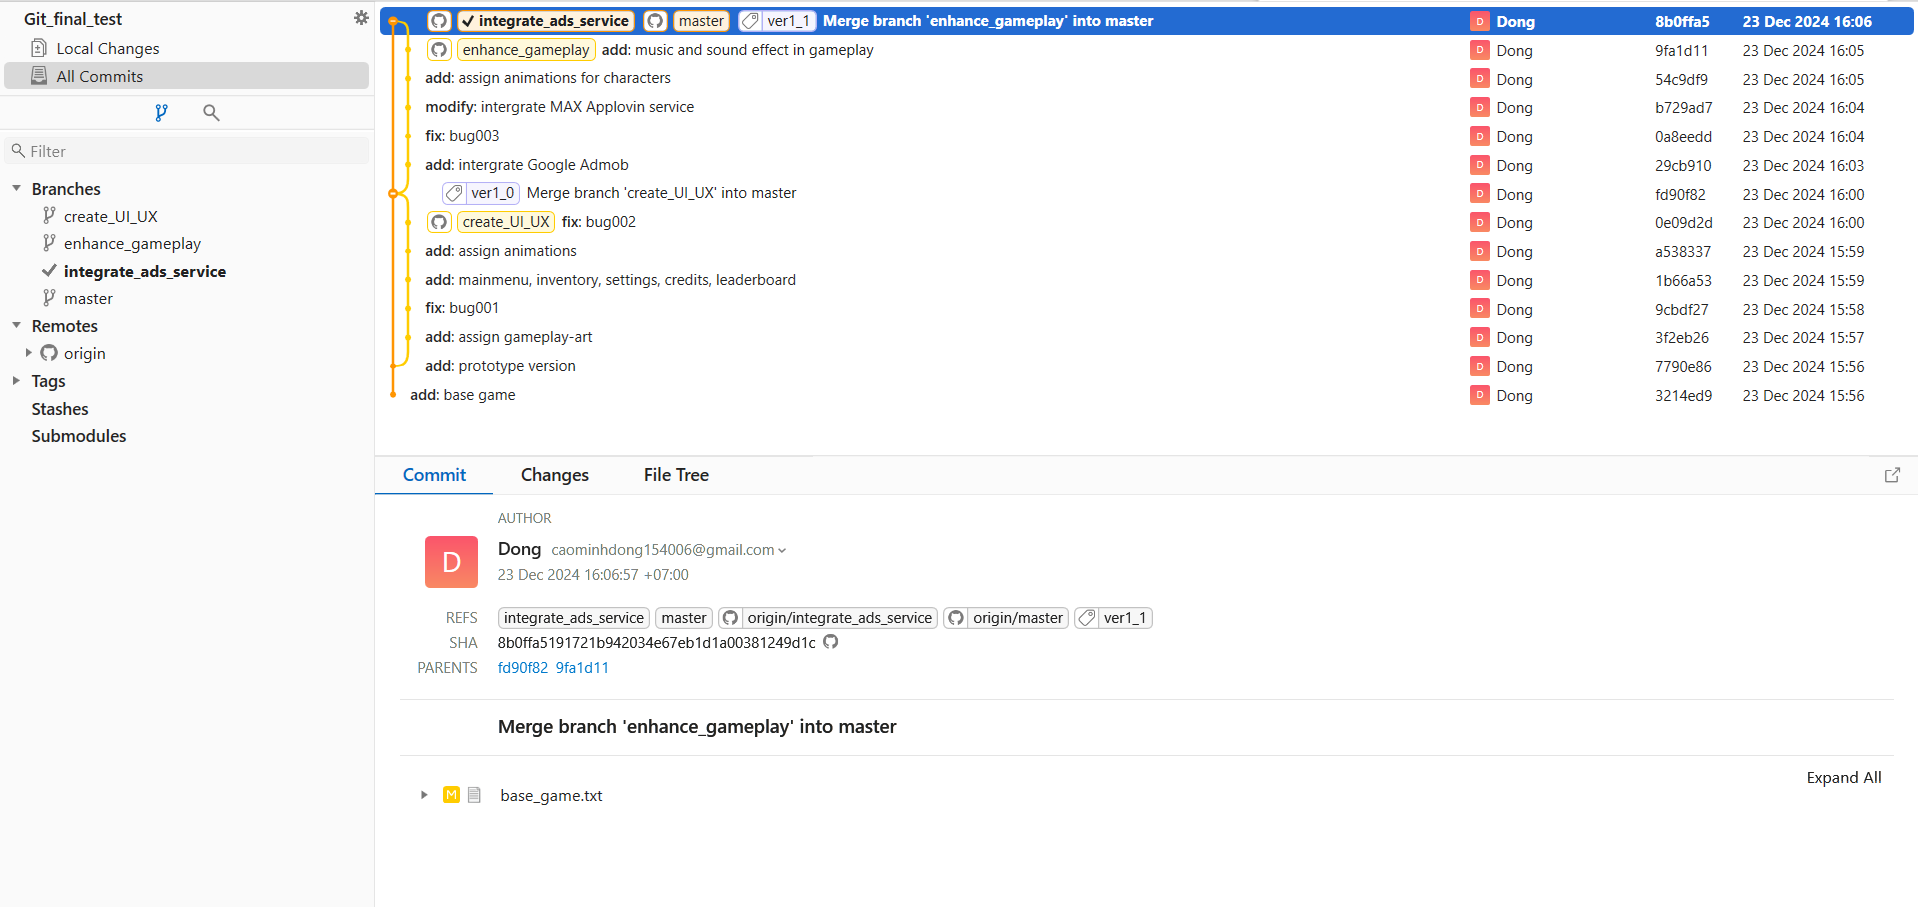 Git_final_test
Local Changes
All Commits
Filter
Branches
create_UI_UX
enhance_gameplay
integrate_ads_service
master
Remotes
origin
Tags
Stashes
Submodules
integrate_ads_service master ver1_1 Merge branch 'enhance_gameplay' into master D Dong 8b0ffa5 23 Dec 2024 16:06
enhance_gameplay add: music and sound effect in gameplay D Dong 9fa1d11 23 Dec 2024 16:05
add: assign animations for characters D Dong 54c9df9 23 Dec 2024 16:05
modify: intergrate MAX Applovin service D Dong b729ad7 23 Dec 2024 16:04
fix: bug003 D Dong 0a8eedd 23 Dec 2024 16:04
add: intergrate Google Admob D Dong 29cb910 23 Dec 2024 16:03
ver1_0 Merge branch 'create_UI_UX' into master D Dong fd90f82 23 Dec 2024 16:00
create_UI_UX fix: bug002 D Dong 0e09d2d 23 Dec 2024 16:00
add: assign animations D Dong a538337 23 Dec 2024 15:59
add: mainmenu, inventory, settings, credits, leaderboard D Dong 1b66a53 23 Dec 2024 15:59
fix: bug001 D Dong 9cbdf27 23 Dec 2024 15:58
add: assign gameplay-art D Dong 3f2eb26 23 Dec 2024 15:57
add: prototype version D Dong 7790e86 23 Dec 2024 15:56
add: base game D Dong 3214ed9 23 Dec 2024 15:56
Commit Changes File Tree
AUTHOR
D Dong caominhdong154006@gmail.com
23 Dec 2024 16:06:57 +07:00
REFS integrate_ads_service master origin/integrate_ads_service origin/master ver1_1
SHA 8b0ffa5191721b942034e67eb1d1a00381249d1c
PARENTS fd90f82 9fa1d11
Merge branch 'enhance_gameplay' into master
Expand All
M base_game.txt